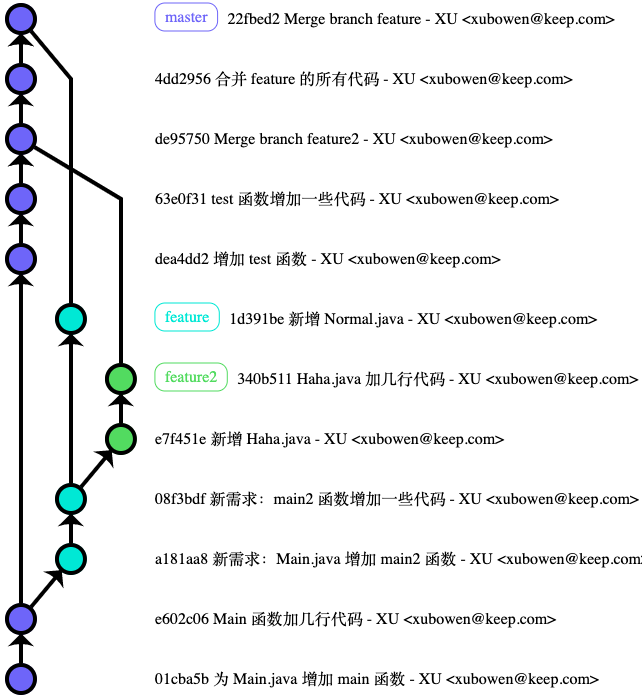 master 22fbed2 Merge branch feature - XU <xubowen@keep.com>
4dd2956 合并 feature 的所有代码 - XU <xubowen@keep.com>
de95750 Merge branch feature2 - XU <xubowen@keep.com>
63e0f31 test 函数增加一些代码 - XU <xubowen@keep.com>
dea4dd2 增加 test 函数 - XU <xubowen@keep.com>
feature 1d391be 新增 Normal.java - XU <xubowen@keep.com>
feature2 340b511 Haha.java 加几行代码 - XU <xubowen@keep.com>
e7f451e 新增 Haha.java - XU <xubowen@keep.com>
08f3bdf 新需求：main2 函数增加一些代码 - XU <xubowen@keep.com>
a181aa8 新需求：Main.java 增加 main2 函数 - XU <xubowen@keep.com
e602c06 Main 函数加几行代码 - XU <xubowen@keep.com>
01cba5b 为 Main.java 增加 main 函数 - XU <xubowen@keep.com>